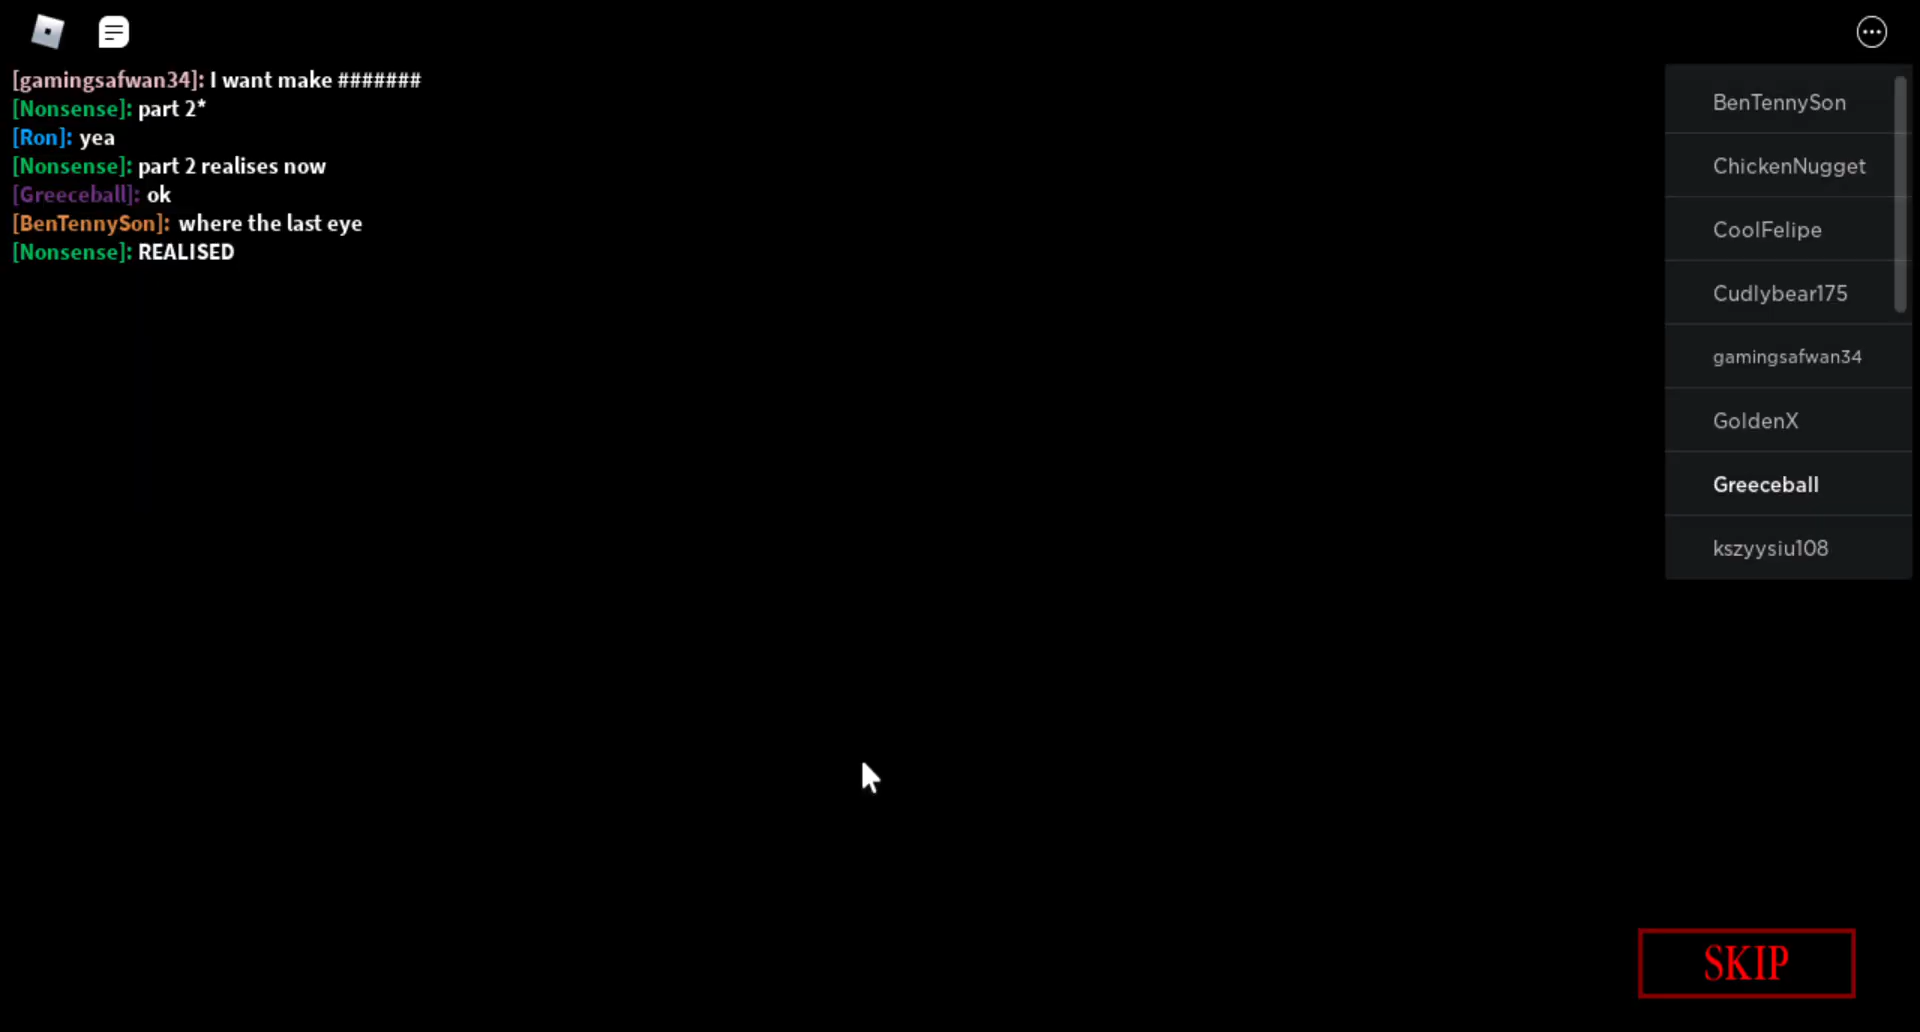 [gamingsafwan34]: I want make #######
[Nonsense]: part 2*
[Ron]: yea
[Nonsense]: part 2 realises now
[Greeceball]: ok
[BenTennySon]: where the last eye
[Nonsense]: REALISED
BenTennySon
ChickenNugget
CoolFelipe
Cudlybear175
gamingsafwan34
GoldenX
Greeceball
kszyysiu108
SKIP